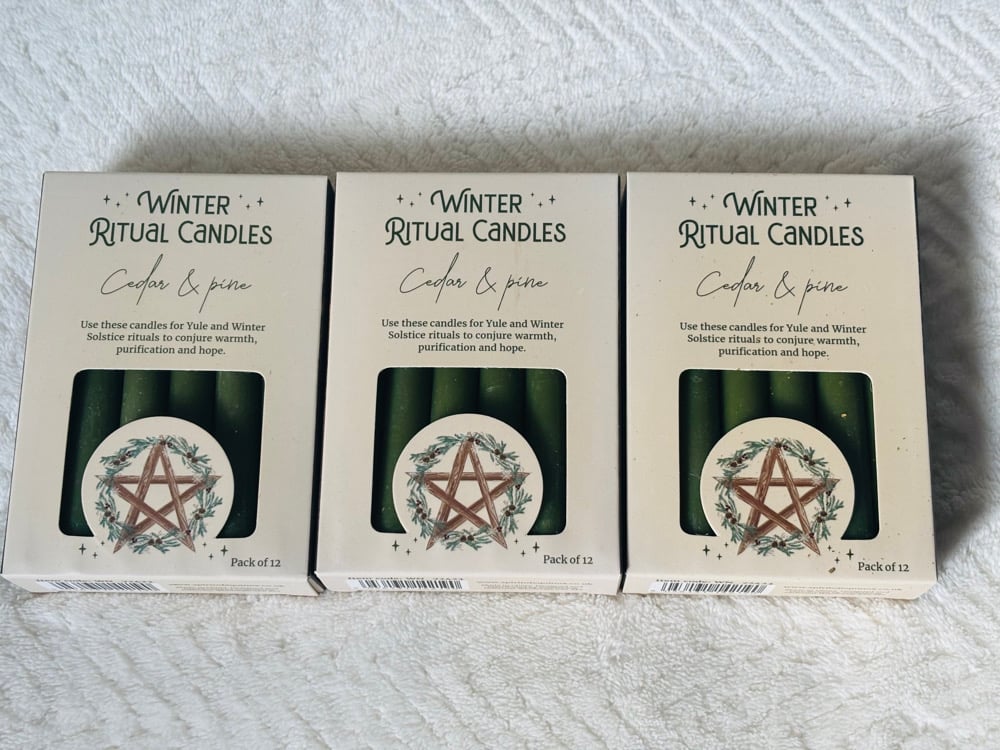 Winter
Ritual Candles
Cedar & pine
Use these candles for Yule and Winter
Solstice rituals to conjure warmth,
purification and hope.
Pack of 12
Winter
Ritual Candles
Cedar & pine
Use these candles for Yule and Winter
Solstice rituals to conjure warmth,
purification and hope.
Pack of 12
Winter
Ritual Candles
Cedar & pine
Use these candles for Yule and Winter
Solstice rituals to conjure warmth,
purification and hope.
Pack of 12